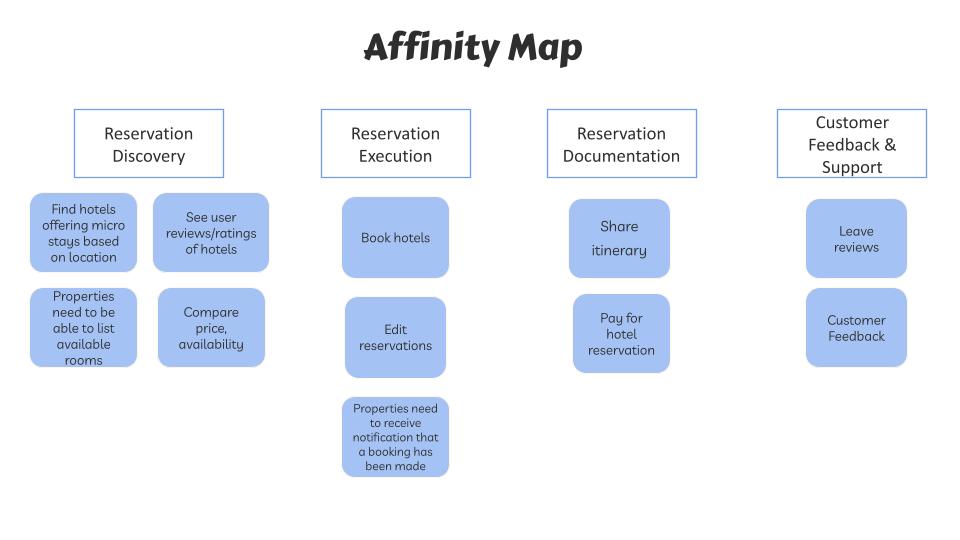 Affinity Map
Reservation
Discovery
Reservation
Execution
Reservation
Documentation
Customer
Feedback &
Support
Find hotels
offering micro
stays based
on location
See user
reviews/ratings
of hotels
Properties
need to be
able to list
available
rooms
Compare
price,
availability
Book hotels
Edit
reservations
Properties need
to receive
notification that
a booking has
been made
Share
itinerary
Pay for
hotel
reservation
Leave
reviews
Customer
Feedback